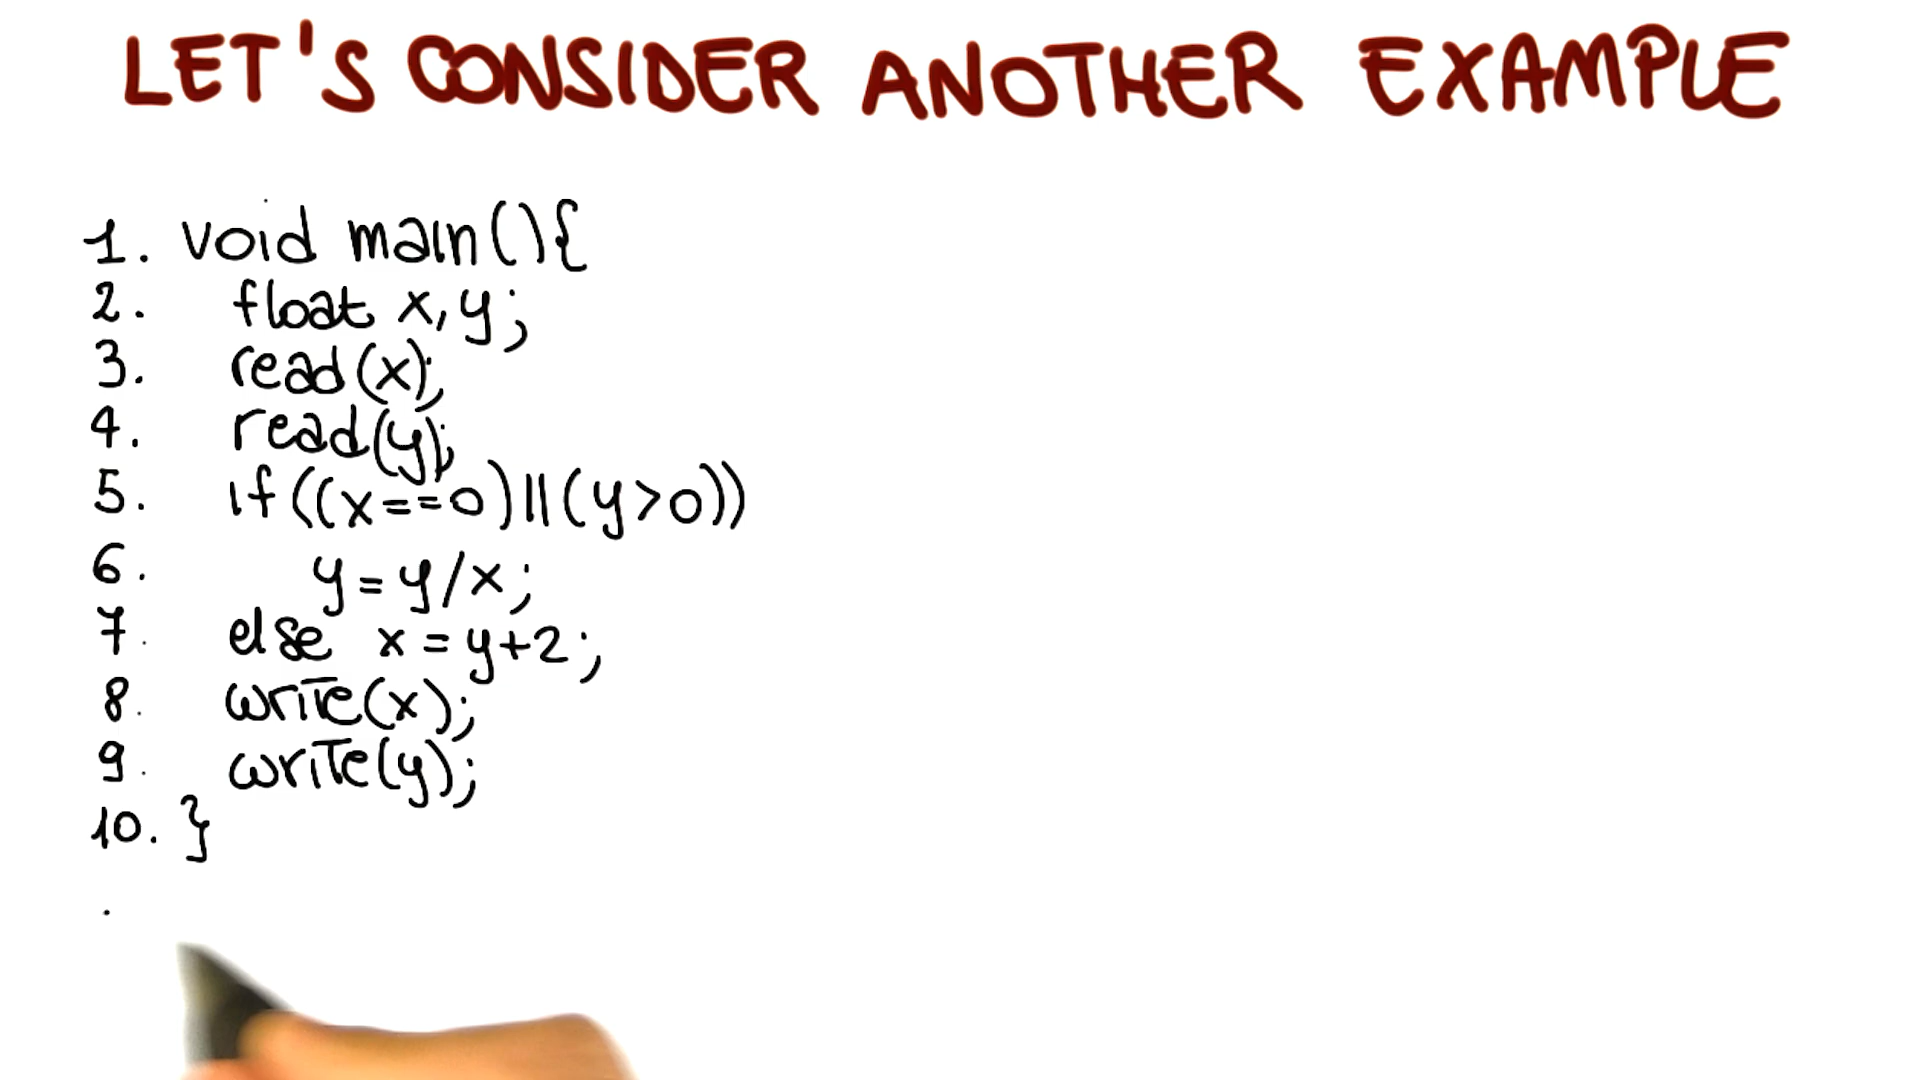 LET'S CONSIDER ANOTHER EXAMPLE
1. void main(){
2. float x,y;
3. read(x);
4. read(y);
5. if((x==0)||(y>0))
6. y=y/x;
7. else x=y+2;
8. write(x);
9. write(y);
10. }